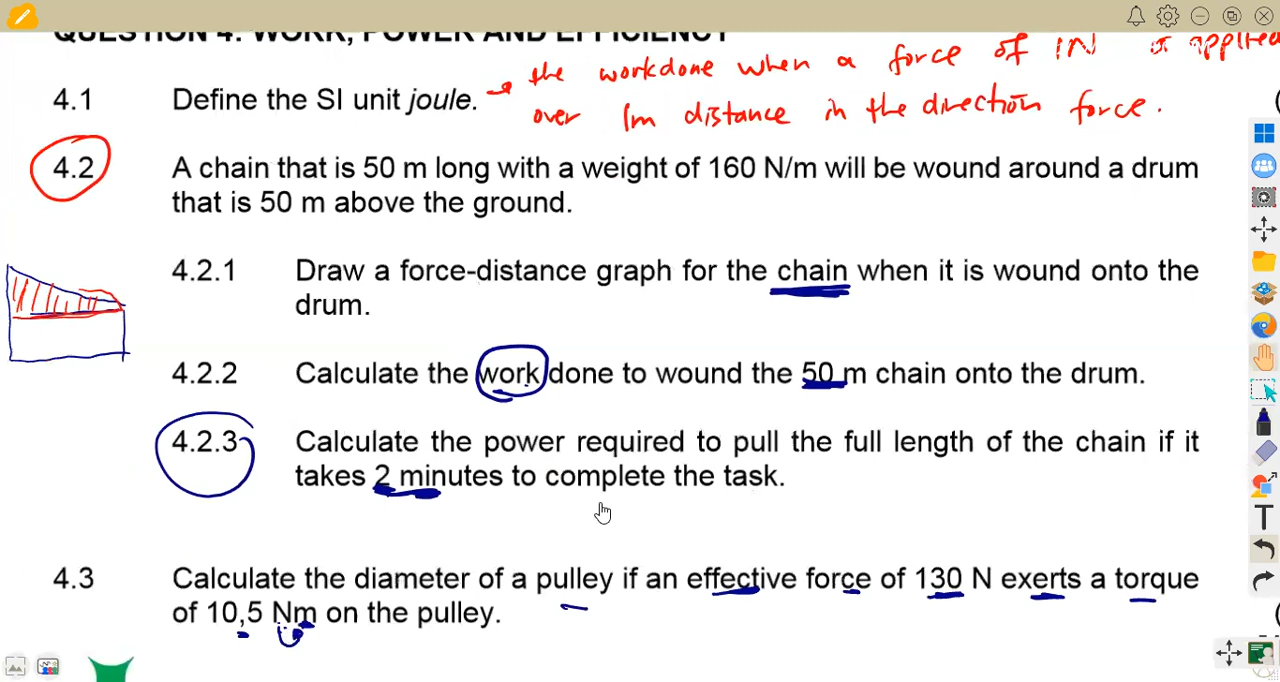 QUESTION 4: WORK, POWER AND EFFICIENCY
the workdone when a force of 1N is applied
4.1 Define the SI unit joule.
over 1m distance in the direction force.
4.2 A chain that is 50 m long with a weight of 160 N/m will be wound around a drum
that is 50 m above the ground.
4.2.1 Draw a force-distance graph for the chain when it is wound onto the
drum.
4.2.2 Calculate the work done to wound the 50 m chain onto the drum.
4.2.3 Calculate the power required to pull the full length of the chain if it
takes 2 minutes to complete the task.
4.3 Calculate the diameter of a pulley if an effective force of 130 N exerts a torque
of 10,5 Nm on the pulley.